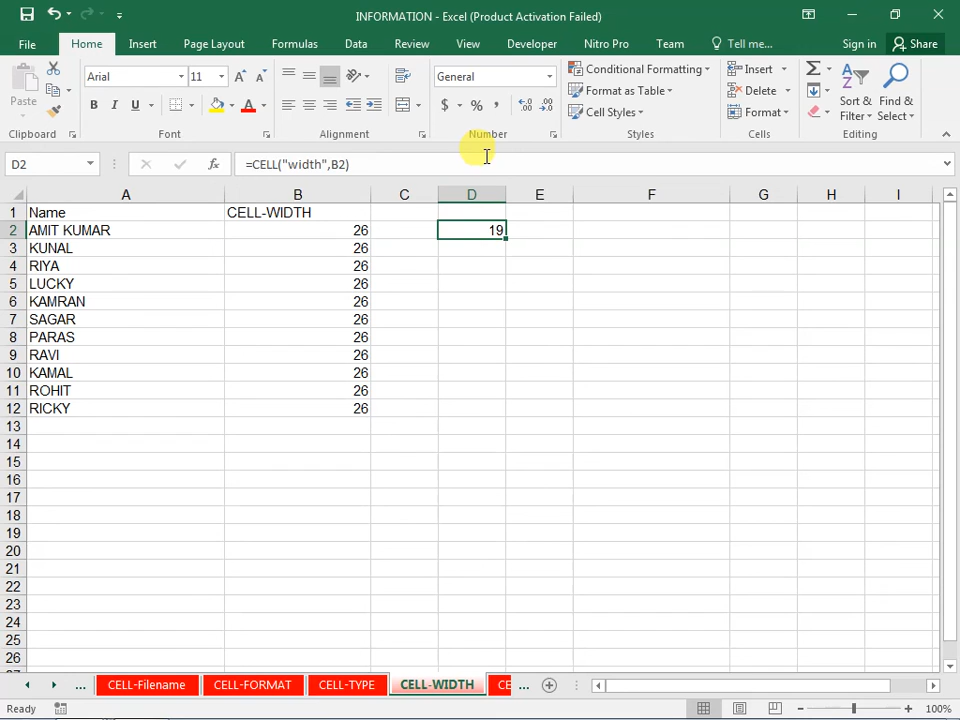 INFORMATION - Excel (Product Activation Failed)
File Home Insert Page Layout Formulas Data Review View Developer Nitro Pro Team Tell me... Sign in Share
Paste
Arial 11
B I U A
General
$ % ,
Conditional Formatting
Format as Table
Cell Styles
Insert
Delete
Format
Sort & Filter
Find & Select
Clipboard Font Alignment Number Styles Cells Editing
D2 fx =CELL("width",B2)
A B C D E F G H I
1 Name CELL-WIDTH
2 AMIT KUMAR 26 19
3 KUNAL 26
4 RIYA 26
5 LUCKY 26
6 KAMRAN 26
7 SAGAR 26
8 PARAS 26
9 RAVI 26
10 KAMAL 26
11 ROHIT 26
12 RICKY 26
13
14
15
16
17
18
19
20
21
22
23
24
25
26
... CELL-Filename CELL-FORMAT CELL-TYPE CELL-WIDTH CE ...
Ready 100%